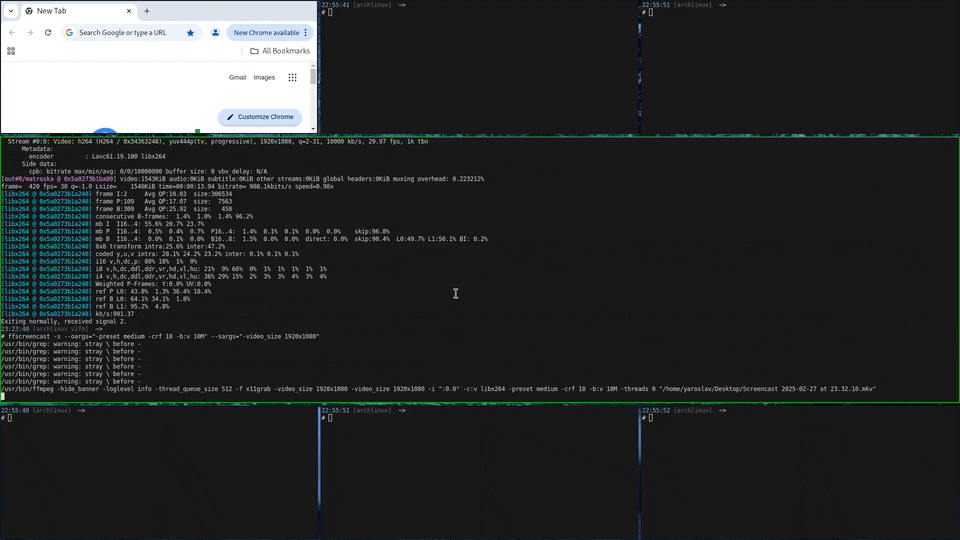 New Tab
Search Google or type a URL
New Chrome available
All Bookmarks
Gmail Images
Customize Chrome
22:55:41 [archlinux] ~>
# 
22:55:51 [archlinux] ~>
# 
Stream #0:0: Video: h264 (H264 / 0x34363248), yuv444p(tv, progressive), 1920x1080, q=2-31, 10000 kb/s, 29.97 fps, 1k tbn
Metadata:
encoder : Lavc61.19.100 libx264
Side data:
cpb: bitrate max/min/avg: 0/0/10000000 buffer size: 0 vbv_delay: N/A
[out#0/matroska @ 0x5a0273b1ba80] video:1543KiB audio:0KiB subtitle:0KiB other streams:0KiB global headers:0KiB muxing overhead: 0.223212%
frame= 420 fps= 30 q=-1.0 Lsize= 1546KiB time=00:00:13.94 bitrate= 908.1kbits/s speed=0.98x
[libx264 @ 0x5a0273b1a240] frame I:2 Avg QP:10.03 size:306534
[libx264 @ 0x5a0273b1a240] frame P:109 Avg QP:17.07 size: 7563
[libx264 @ 0x5a0273b1a240] frame B:309 Avg QP:25.92 size: 458
[libx264 @ 0x5a0273b1a240] consecutive B-frames: 1.4% 1.0% 1.4% 96.2%
[libx264 @ 0x5a0273b1a240] mb I I16..4: 55.6% 20.7% 23.7%
[libx264 @ 0x5a0273b1a240] mb P I16..4: 0.5% 0.4% 0.7% P16..4: 1.4% 0.1% 0.1% 0.0% 0.0% skip:96.8%
[libx264 @ 0x5a0273b1a240] mb B I16..4: 0.0% 0.0% 0.0% B16..8: 1.5% 0.0% 0.0% direct: 0.0% skip:98.4% L0:49.7% L1:50.1% BI: 0.2%
[libx264 @ 0x5a0273b1a240] 8x8 transform intra:25.6% inter:47.2%
[libx264 @ 0x5a0273b1a240] coded y,u,v intra: 28.1% 24.2% 23.2% inter: 0.1% 0.1% 0.1%
[libx264 @ 0x5a0273b1a240] i16 v,h,dc,p: 80% 18% 1% 0%
[libx264 @ 0x5a0273b1a240] i8 v,h,dc,ddl,ddr,vr,hd,vl,hu: 21% 9% 66% 0% 1% 1% 1% 1% 1%
[libx264 @ 0x5a0273b1a240] i4 v,h,dc,ddl,ddr,vr,hd,vl,hu: 36% 29% 15% 2% 3% 3% 4% 3% 4%
[libx264 @ 0x5a0273b1a240] Weighted P-Frames: Y:0.0% UV:0.0%
[libx264 @ 0x5a0273b1a240] ref P L0: 43.8% 1.3% 36.4% 18.4%
[libx264 @ 0x5a0273b1a240] ref B L0: 64.1% 34.1% 1.8%
[libx264 @ 0x5a0273b1a240] ref B L1: 95.2% 4.8%
[libx264 @ 0x5a0273b1a240] kb/s:901.37
Exiting normally, received signal 2.
23:23:40 [archlinux vifm] ~>
# ffscreencast -s --oargs="-preset medium -crf 18 -b:v 10M" --sargs="-video_size 1920x1080"
/usr/bin/grep: warning: stray \ before -
/usr/bin/grep: warning: stray \ before -
/usr/bin/grep: warning: stray \ before -
/usr/bin/grep: warning: stray \ before -
/usr/bin/grep: warning: stray \ before -
/usr/bin/grep: warning: stray \ before -
/usr/bin/ffmpeg -hide_banner -loglevel info -thread_queue_size 512 -f x11grab -video_size 1920x1080 -video_size 1920x1080 -i ":0.0" -c:v libx264 -preset medium -crf 18 -b:v 10M -threads 0 "/home/yaroslav/Desktop/Screencast 2025-02-27 at 23.32.10.mkv"
22:55:40 [archlinux] ~>
# 
22:55:51 [archlinux] ~>
# 
22:55:52 [archlinux] ~>
#